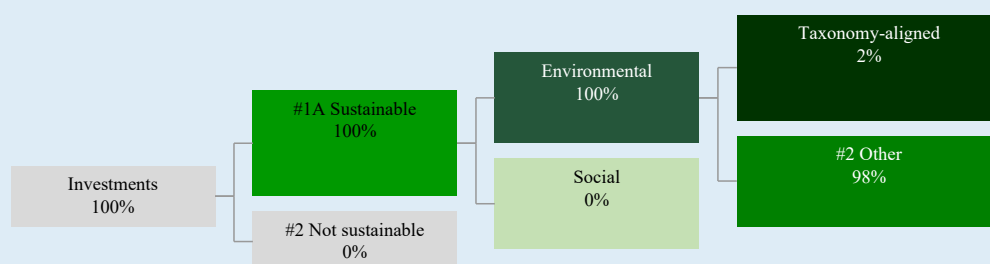 Investments
100%
#1A Sustainable
100%
#2 Not sustainable
0%
Environmental
100%
Social
0%
Taxonomy-aligned
2%
#2 Other
98%